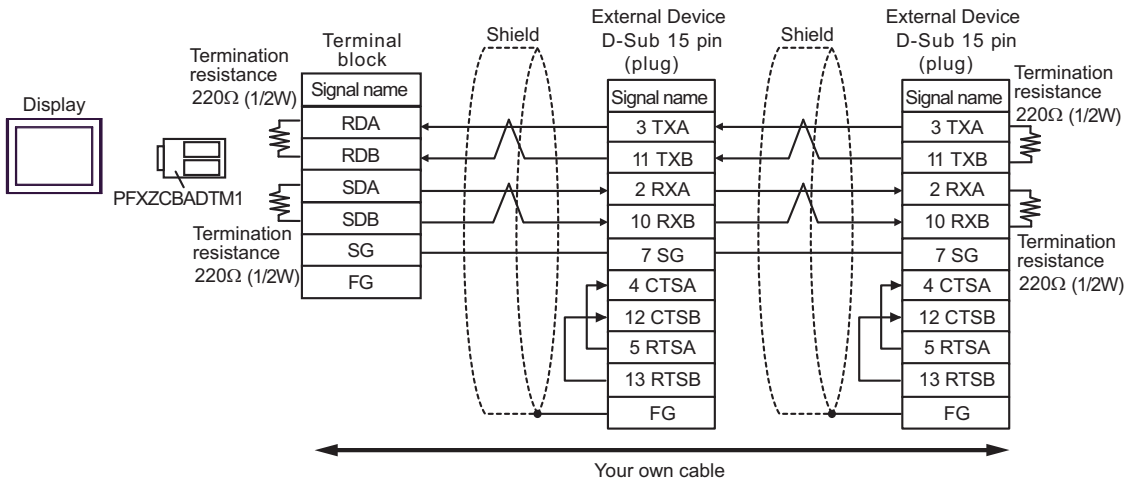 Display
PFXZCBADTM1
Termination
resistance
220Ω (1/2W)
Termination
resistance
220Ω (1/2W)
Terminal
block
Signal name
RDA
RDB
SDA
SDB
SG
FG
Shield
External Device
D-Sub 15 pin
(plug)
Signal name
3 TXA
11 TXB
2 RXA
10 RXB
7 SG
4 CTSA
12 CTSB
5 RTSA
13 RTSB
FG
Shield
External Device
D-Sub 15 pin
(plug)
Signal name
3 TXA
11 TXB
2 RXA
10 RXB
7 SG
4 CTSA
12 CTSB
5 RTSA
13 RTSB
FG
Termination
resistance
220Ω (1/2W)
Termination
resistance
220Ω (1/2W)
Your own cable